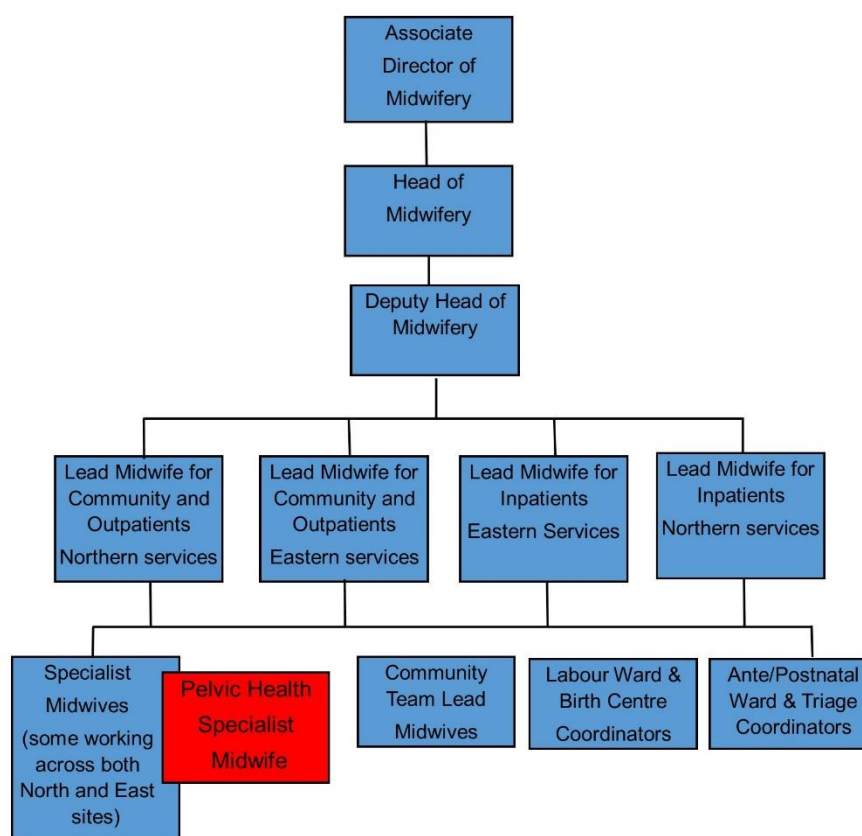 Associate
Director of
Midwifery
Head of
Midwifery
Deputy Head of
Midwifery
Lead Midwife for
Community and
Outpatients
Northern services
Lead Midwife for
Community and
Outpatients
Eastern services
Lead Midwife for
Inpatients
Eastern Services
Lead Midwife for
Inpatients
Northern services
Specialist
Midwives
(some working
across both
North and East
sites)
Pelvic Health
Specialist
Midwife
Community
Team Lead
Midwives
Labour Ward &
Birth Centre
Coordinators
Ante/Postnatal
Ward & Triage
Coordinators